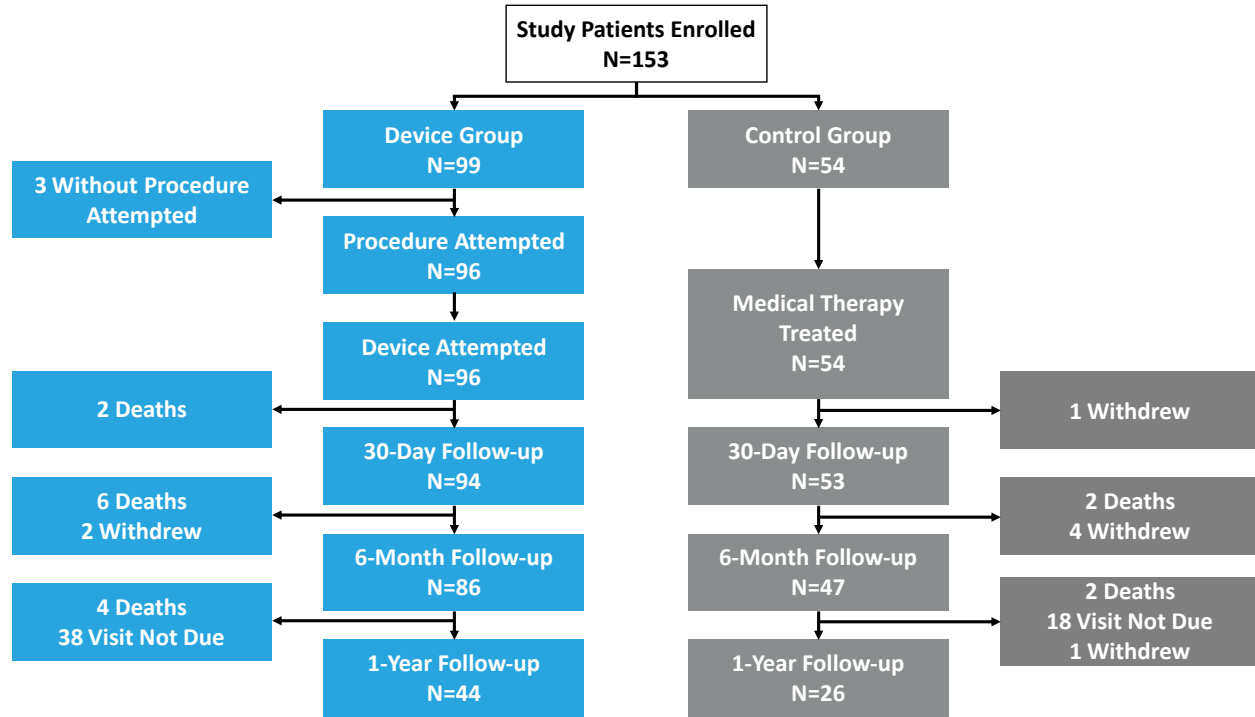 Study Patients Enrolled
N=153
Device Group
N=99
Control Group
N=54
3 Without Procedure
Attempted
Procedure Attempted
N=96
Medical Therapy
Treated
N=54
Device Attempted
N=96
2 Deaths
1 Withdrew
30-Day Follow-up
N=94
30-Day Follow-up
N=53
6 Deaths
2 Withdrew
2 Deaths
4 Withdrew
6-Month Follow-up
N=86
6-Month Follow-up
N=47
4 Deaths
38 Visit Not Due
2 Deaths
18 Visit Not Due
1 Withdrew
1-Year Follow-up
N=44
1-Year Follow-up
N=26